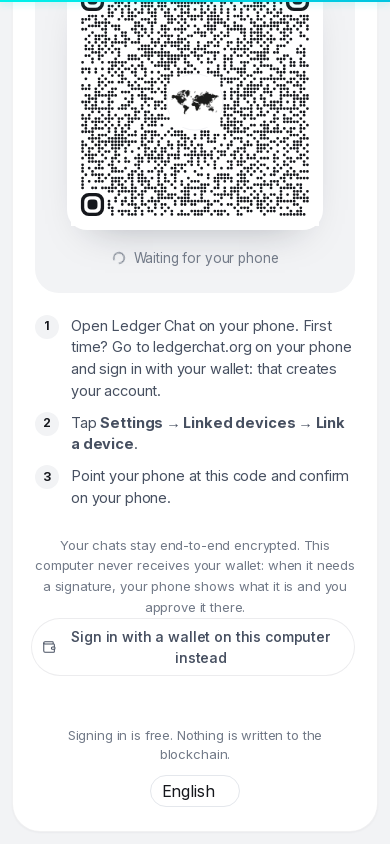 Waiting for your phone
1 Open Ledger Chat on your phone. First
time? Go to ledgerchat.org on your phone
and sign in with your wallet: that creates
your account.
2 Tap Settings → Linked devices → Link
a device.
3 Point your phone at this code and confirm
on your phone.
Your chats stay end-to-end encrypted. This
computer never receives your wallet: when it needs
a signature, your phone shows what it is and you
approve it there.
Sign in with a wallet on this computer
instead
Signing in is free. Nothing is written to the
blockchain.
English